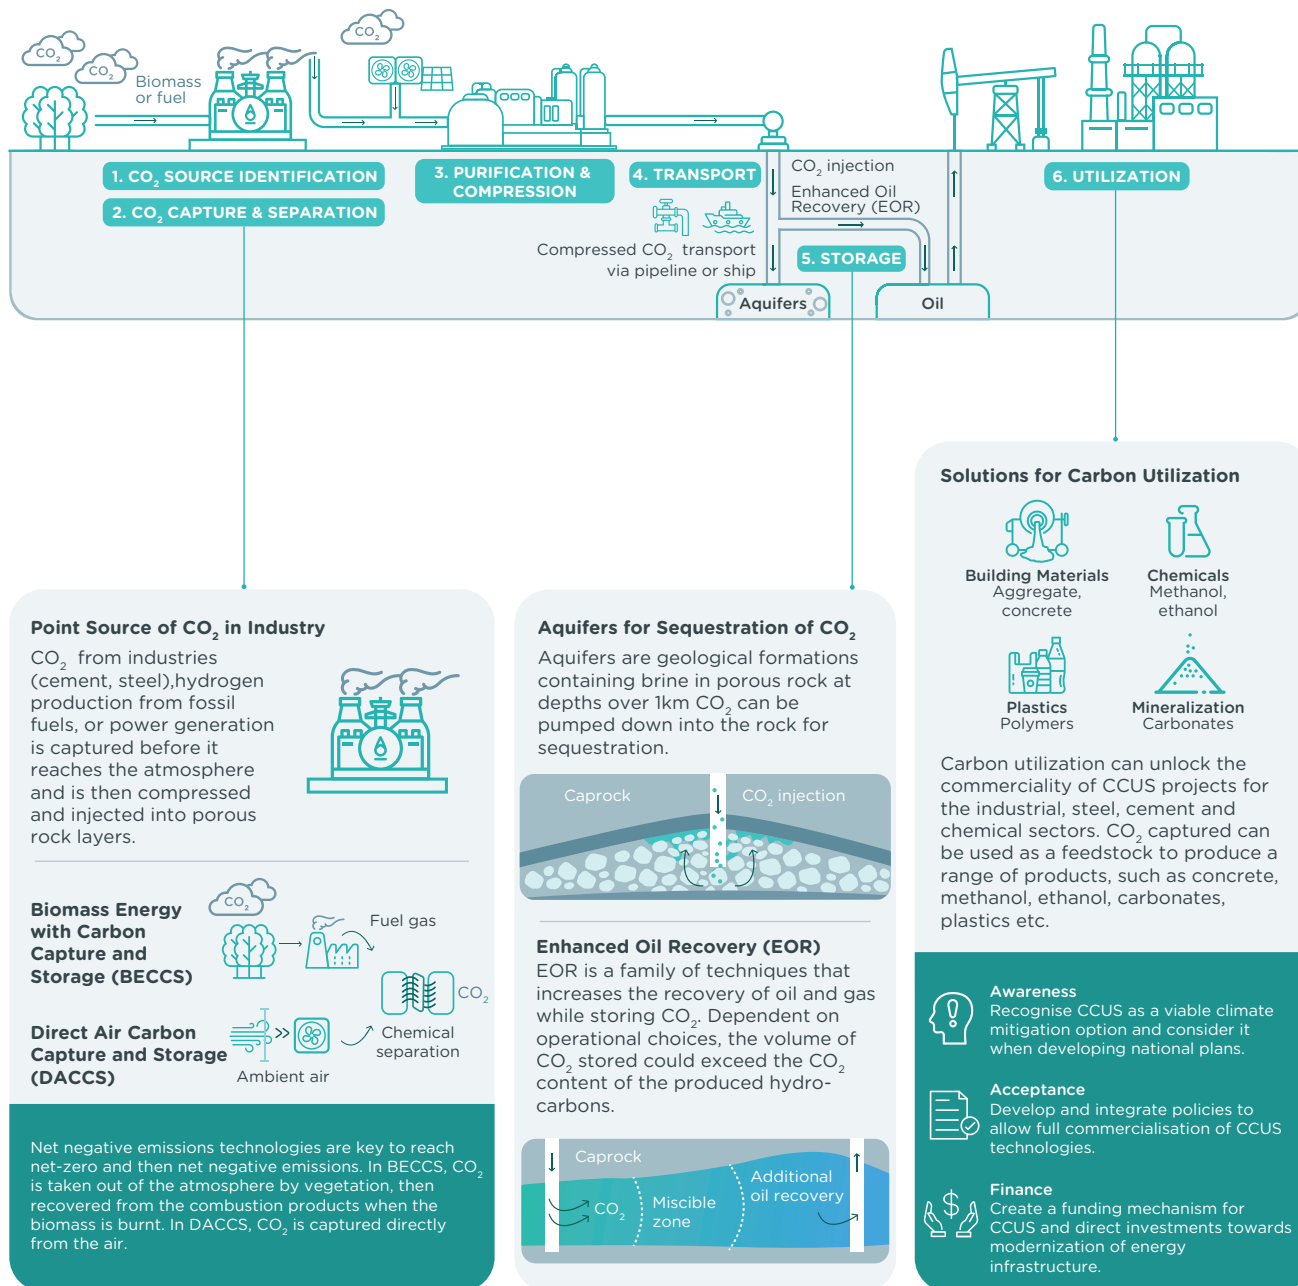 CO2
CO2
CO2
Biomass
or fuel
1. CO2 SOURCE IDENTIFICATION
2. CO2 CAPTURE & SEPARATION
3. PURIFICATION &
COMPRESSION
4. TRANSPORT
Compressed CO2 transport
via pipeline or ship
CO2 injection
Enhanced Oil
Recovery (EOR)
5. STORAGE
Aquifers
Oil
6. UTILIZATION
Point Source of CO2 in Industry
CO2 from industries
(cement, steel),hydrogen
production from fossil
fuels, or power generation
is captured before it
reaches the atmosphere
and is then compressed
and injected into porous
rock layers.
CO2
Biomass Energy
with Carbon
Capture and
Storage (BECCS)
Fuel gas
CO2
Direct Air Carbon
Capture and Storage
(DACCS)
Ambient air
Chemical
separation
Net negative emissions technologies are key to reach
net-zero and then net negative emissions. In BECCS, CO2
is taken out of the atmosphere by vegetation, then
recovered from the combustion products when the
biomass is burnt. In DACCS, CO2 is captured directly
from the air.
Aquifers for Sequestration of CO2
Aquifers are geological formations
containing brine in porous rock at
depths over 1km CO2 can be
pumped down into the rock for
sequestration.
Caprock
CO2 injection
Enhanced Oil Recovery (EOR)
EOR is a family of techniques that
increases the recovery of oil and gas
while storing CO2. Dependent on
operational choices, the volume of
CO2 stored could exceed the CO2
content of the produced hydro-
carbons.
Caprock
CO2
Miscible
zone
Additional
oil recovery
Solutions for Carbon Utilization
Building Materials
Aggregate,
concrete
Chemicals
Methanol,
ethanol
Plastics
Polymers
Mineralization
Carbonates
Carbon utilization can unlock the
commerciality of CCUS projects for
the industrial, steel, cement and
chemical sectors. CO2 captured can
be used as a feedstock to produce a
range of products, such as concrete,
methanol, ethanol, carbonates,
plastics etc.
Awareness
Recognise CCUS as a viable climate
mitigation option and consider it
when developing national plans.
Acceptance
Develop and integrate policies to
allow full commercialisation of CCUS
technologies.
Finance
Create a funding mechanism for
CCUS and direct investments towards
modernization of energy
infrastructure.